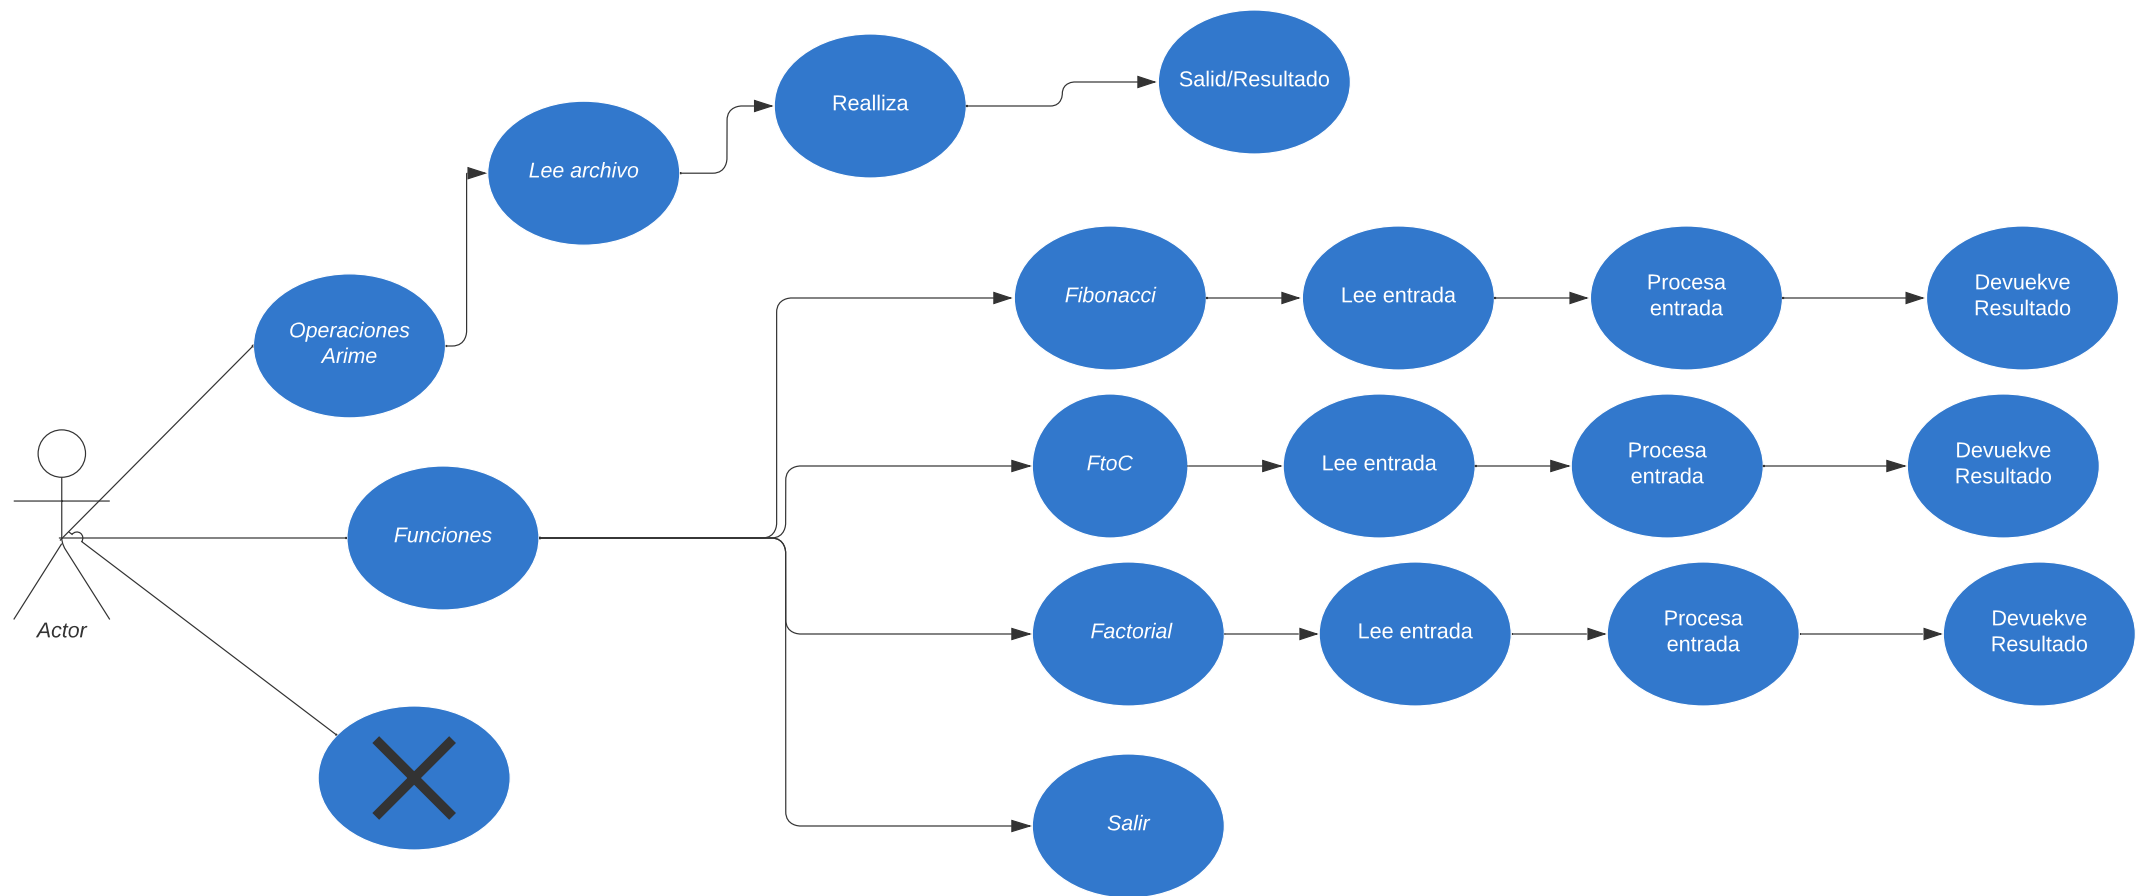 Salid/Resultado
Realliza
Lee archivo
Operaciones
Arime
Fibonacci
Lee entrada
Procesa
entrada
Devuekve
Resultado
FtoC
Lee entrada
Procesa
entrada
Devuekve
Resultado
Funciones
Actor
Factorial
Lee entrada
Procesa
entrada
Devuekve
Resultado
Salir